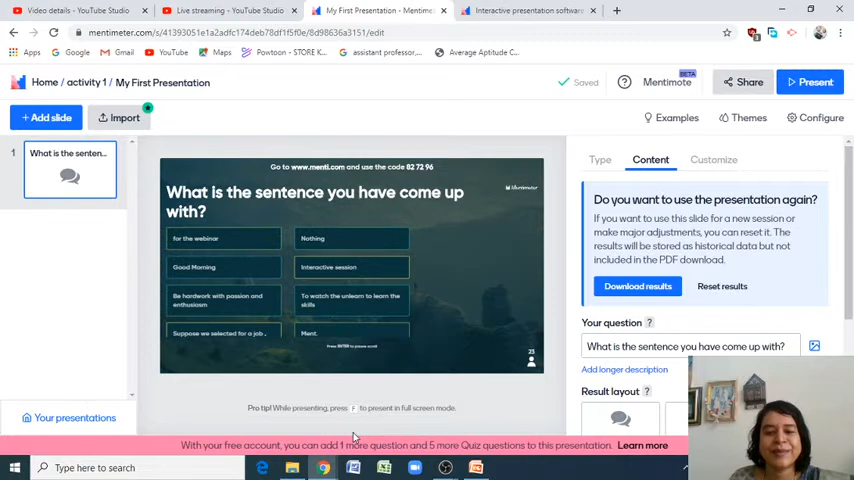 Video details - YouTube Studio
Live streaming - YouTube Studio
My First Presentation - Mentime
Interactive presentation software
mentimeter.com/s/41393051e1a2adfc174deb78df1f5f0e/8d98636a3151/edit
Apps
Google
Gmail
YouTube
Maps
Powtoon - STORE K...
assistant professor,...
Average Aptitude C...
Home / activity 1 / My First Presentation
Saved
Mentimote
BETA
Share
Present
+ Add slide
Import
Examples
Themes
Configure
1
What is the senten...
Go to www.menti.com and use the code 82 72 96
What is the sentence you have come up
with?
Mentimeter
for the webinar
Nothing
Good Morning
Interactive session
Be hardwork with passion and
enthusiasm
To watch the unlearn to learn the
skills
Suppose we selected for a job ,
Ment.
Press ENTER to pause scroll
23
Pro tip! While presenting, press F to present in full screen mode.
Your presentations
Type
Content
Customize
Do you want to use the presentation again?
If you want to use this slide for a new session or
make major adjustments, you can reset it. The
results will be stored as historical data but not
included in the PDF download.
Download results
Reset results
Your question
What is the sentence you have come up with?
Add longer description
Result layout
With your free account, you can add 1 more question and 5 more Quiz questions to this presentation. Learn more
Type here to search